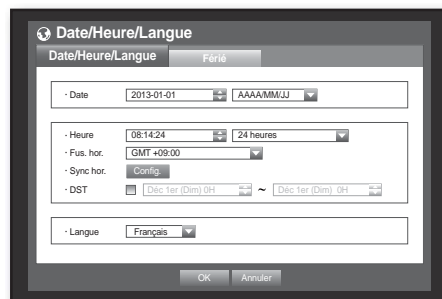 Date/Heure/Langue
Date/Heure/Langue Férié
· Date 2013-01-01 AAAA/MM/JJ
· Heure 08:14:24 24 heures
· Fus. hor. GMT +09:00
· Sync hor. Config.
· DST Déc 1er (Dim) 0H ~ Déc 1er (Dim) 0H
· Langue Français
OK Annuler